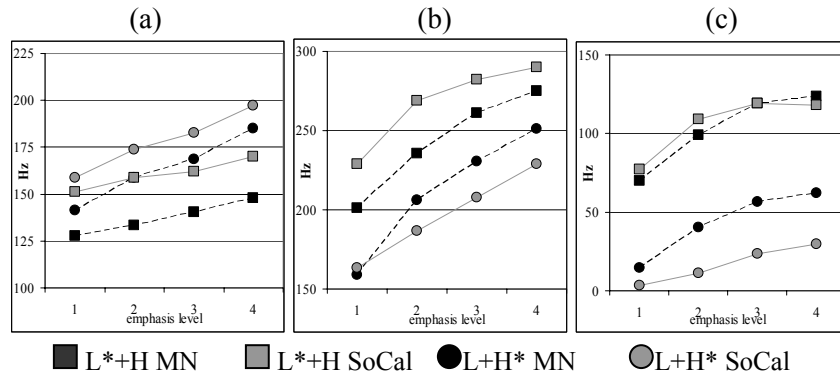 (a) (b) (c)
225
200
175
150
125
100
Hz
1 2 3 4
emphasis level
300
250
200
150
Hz
1 2 3 4
emphasis level
150
100
50
0
Hz
1 2 3 4
emphasis level
L*+H MN L*+H SoCal L+H* MN L+H* SoCal